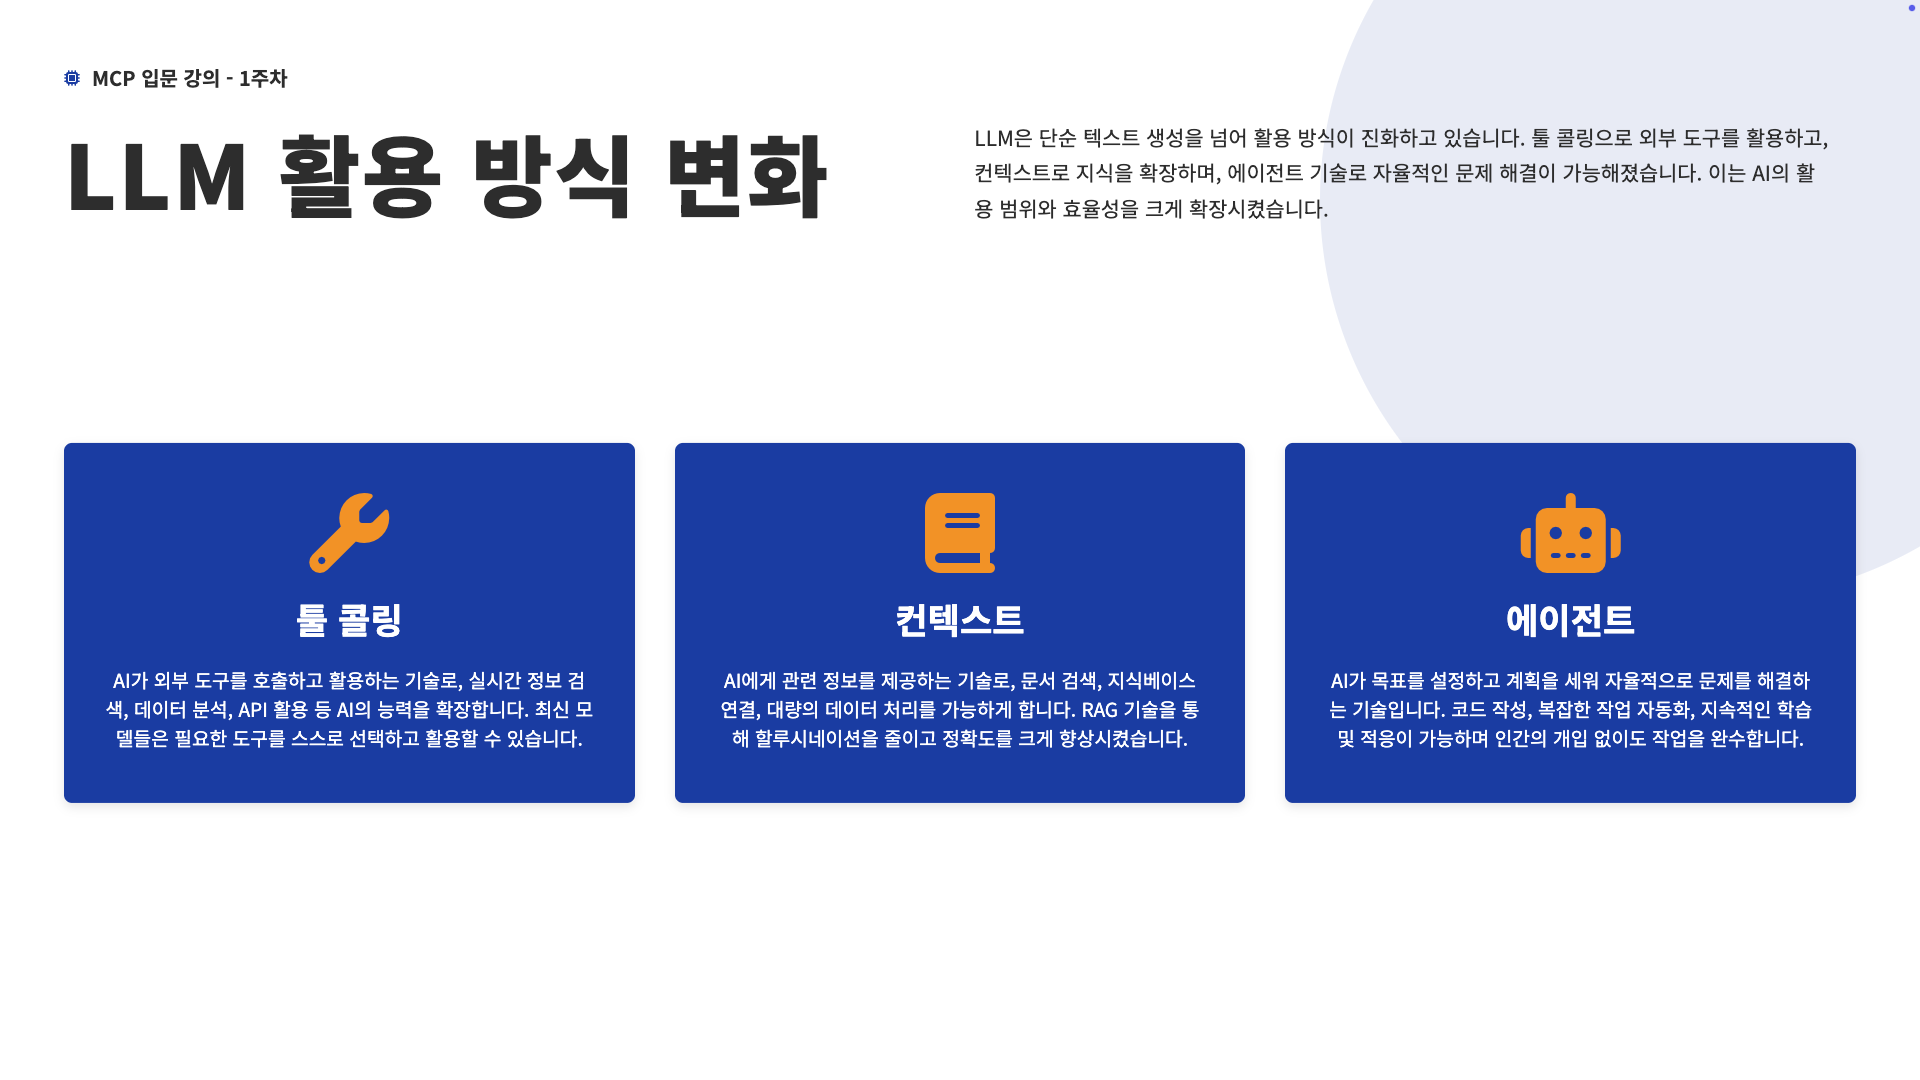 MCP 입문 강의 - 1주차
LLM 활용 방식 변화
LLM은 단순 텍스트 생성을 넘어 활용 방식이 진화하고 있습니다. 툴 콜링으로 외부 도구를 활용하고,
컨텍스트로 지식을 확장하며, 에이전트 기술로 자율적인 문제 해결이 가능해졌습니다. 이는 AI의 활
용 범위와 효율성을 크게 확장시켰습니다.
툴 콜링
AI가 외부 도구를 호출하고 활용하는 기술로, 실시간 정보 검
색, 데이터 분석, API 활용 등 AI의 능력을 확장합니다. 최신 모
델들은 필요한 도구를 스스로 선택하고 활용할 수 있습니다.
컨텍스트
AI에게 관련 정보를 제공하는 기술로, 문서 검색, 지식베이스
연결, 대량의 데이터 처리를 가능하게 합니다. RAG 기술을 통
해 할루시네이션을 줄이고 정확도를 크게 향상시켰습니다.
에이전트
AI가 목표를 설정하고 계획을 세워 자율적으로 문제를 해결하
는 기술입니다. 코드 작성, 복잡한 작업 자동화, 지속적인 학습
및 적응이 가능하며 인간의 개입 없이도 작업을 완수합니다.